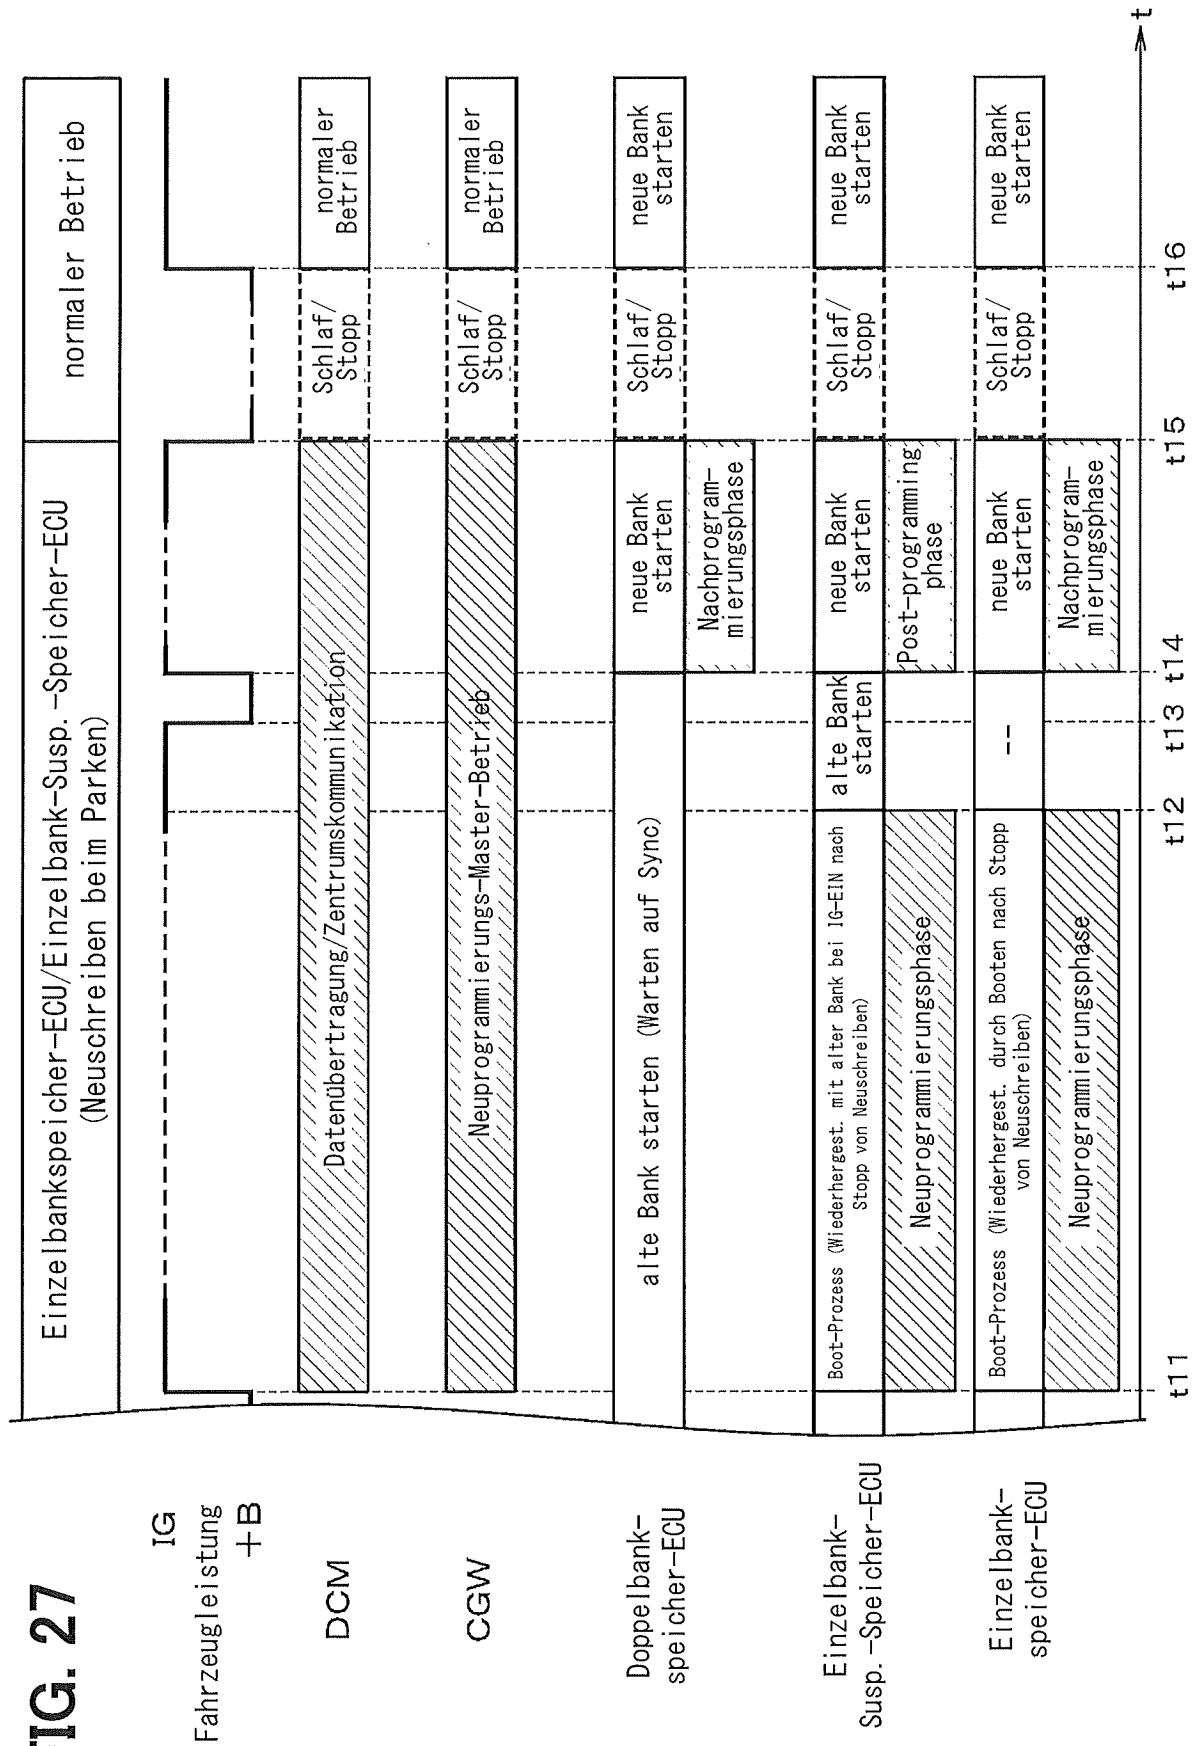 FIG. 27
Einzelbankspeicher-ECU/Einzelbank-Susp.-Speicher-ECU
(Neuschreiben beim Parken)
normaler Betrieb
IG
Fahrzeugleistung
+B
DCM
Datenübertragung/Zentrumskommunikation
Schlaf/
Stopp
normaler
Betrieb
CGW
Neuprogrammierungs-Master-Betrieb
Schlaf/
Stopp
normaler
Betrieb
Doppelbank-
speicher-ECU
alte Bank starten (Warten auf Sync)
neue Bank
starten
Schlaf/
Stopp
neue Bank
starten
Nachprogram-
mierungsphase
Einzelbank-
Susp.-Speicher-ECU
Boot-Prozess (Wiederhergest. mit alter Bank bei IG-EIN nach
Stopp von Neuschreiben)
alte Bank
starten
neue Bank
starten
Schlaf/
Stopp
neue Bank
starten
Neuprogrammierungsphase
Post-programming
phase
Einzelbank-
speicher-ECU
Boot-Prozess (Wiederhergest. durch Booten nach Stopp
von Neuschreiben)
--
neue Bank
starten
Schlaf/
Stopp
neue Bank
starten
Neuprogrammierungsphase
Nachprogram-
mierungsphase
t11
t12
t13
t14
t15
t16
t